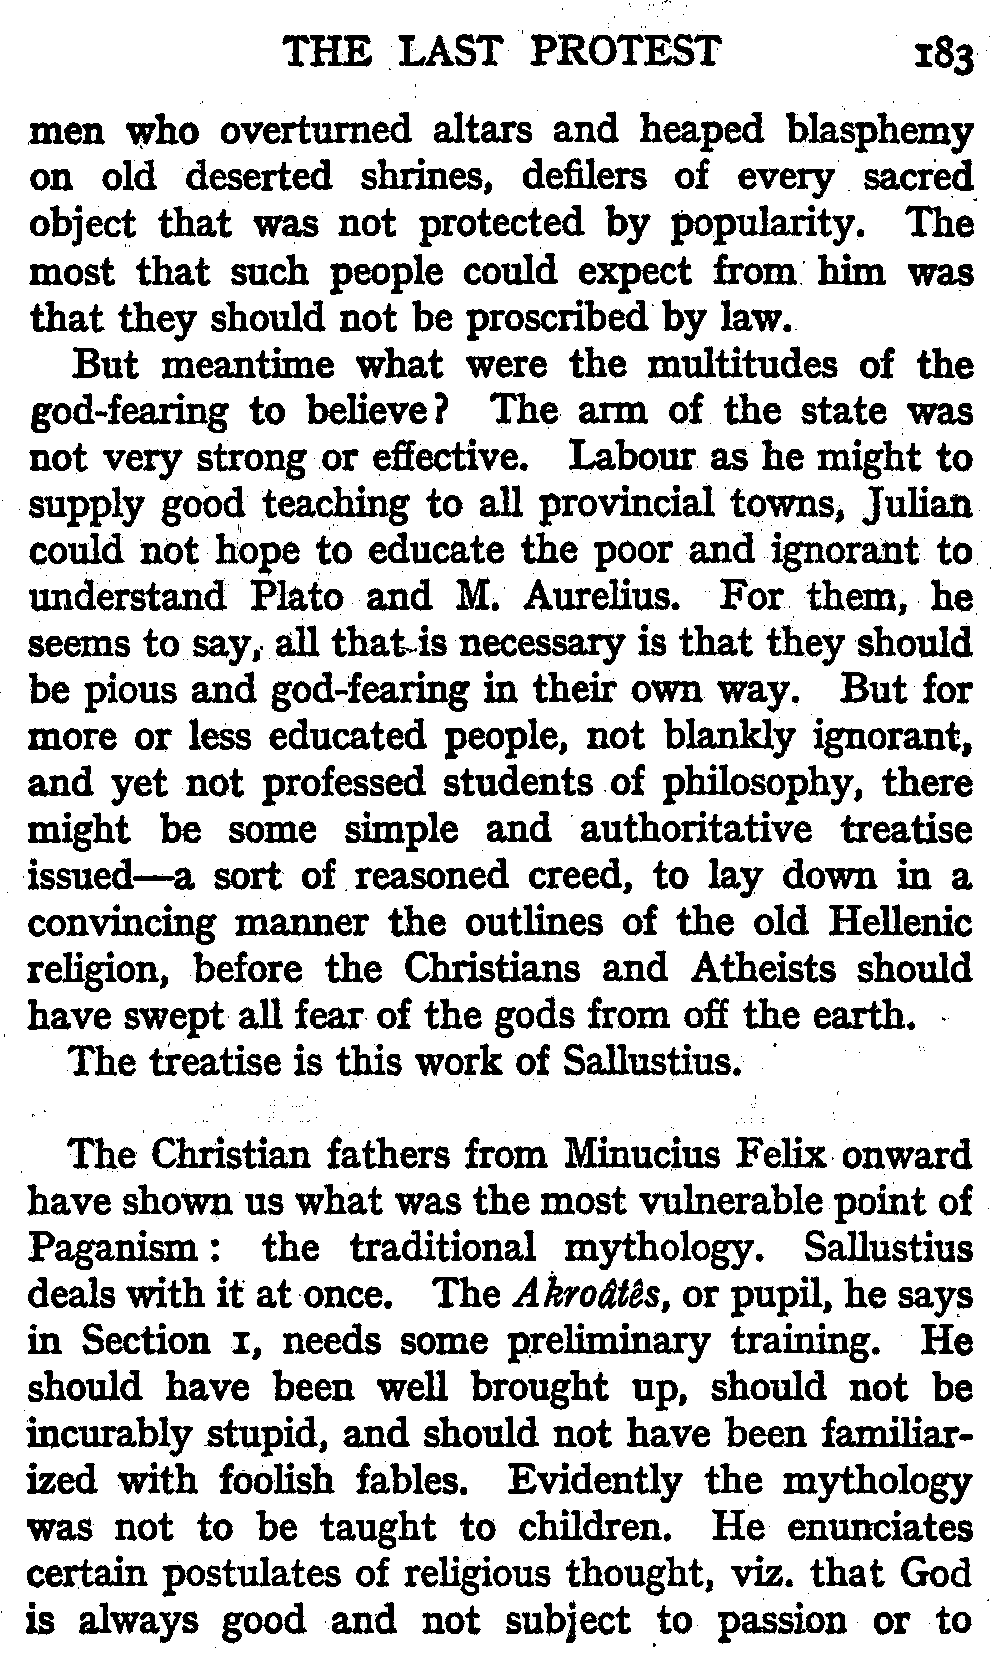 THE LAST PROTEST 183
men who overturned altars and heaped blasphemy
on old deserted shrines, defilers of every sacred
object that was not protected by popularity. The
most that such people could expect from him was
that they should not be proscribed by law.
But meantime what were the multitudes of the
god-fearing to believe? The arm of the state was
not very strong or effective. Labour as he might to
supply good teaching to all provincial towns, Julian
could not hope to educate the poor and ignorant to
understand Plato and M. Aurelius. For them, he
seems to say, all that is necessary is that they should
be pious and god-fearing in their own way. But for
more or less educated people, not blankly ignorant,
and yet not professed students of philosophy, there
might be some simple and authoritative treatise
issued—a sort of reasoned creed, to lay down in a
convincing manner the outlines of the old Hellenic
religion, before the Christians and Atheists should
have swept all fear of the gods from off the earth.
The treatise is this work of Sallustius.
The Christian fathers from Minucius Felix onward
have shown us what was the most vulnerable point of
Paganism: the traditional mythology. Sallustius
deals with it at once. The Akroâtês, or pupil, he says
in Section 1, needs some preliminary training. He
should have been well brought up, should not be
incurably stupid, and should not have been familiar-
ized with foolish fables. Evidently the mythology
was not to be taught to children. He enunciates
certain postulates of religious thought, viz. that God
is always good and not subject to passion or to